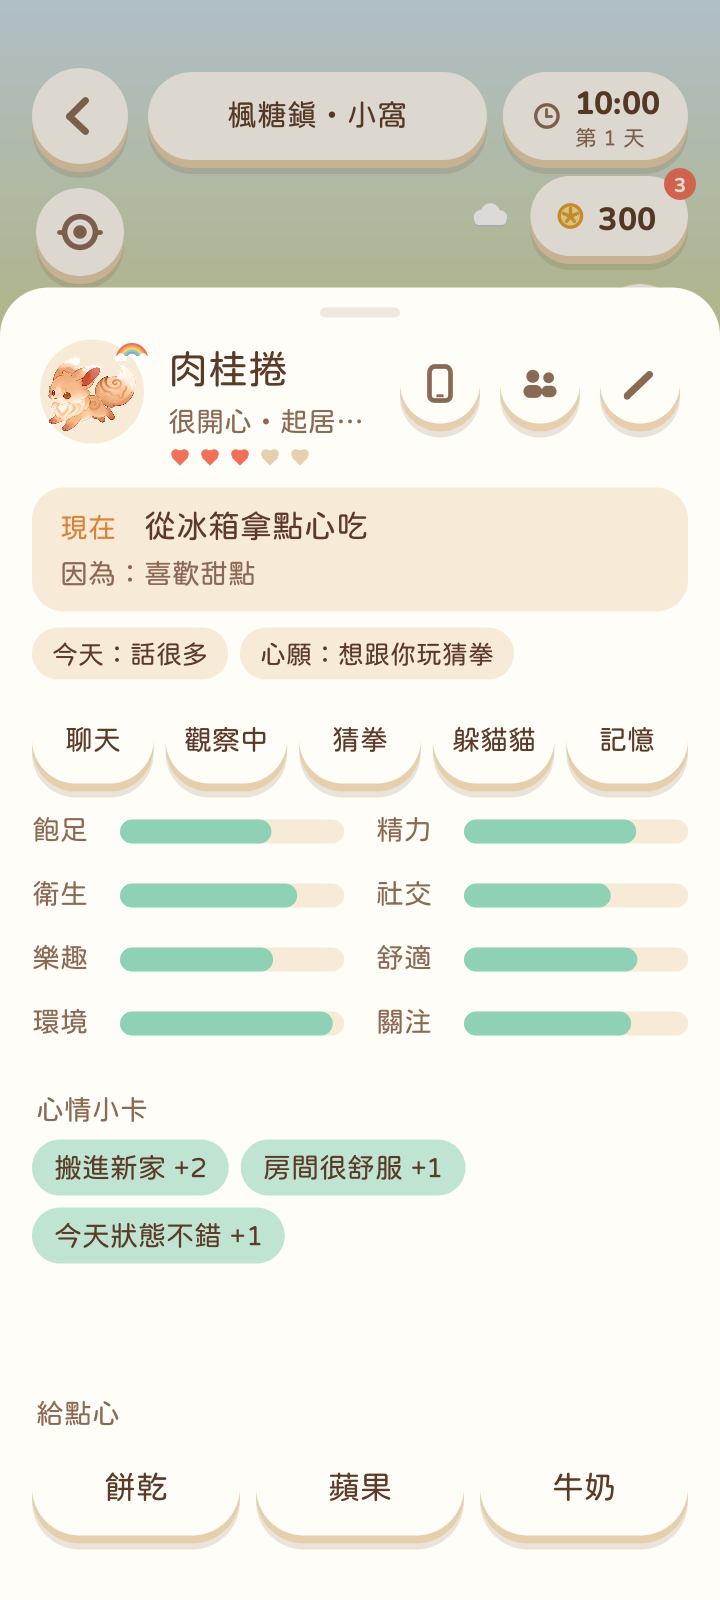 楓糖鎮・小窩
10:00
第 1 天
3
300
肉桂捲
很開心・起居…
現在 從冰箱拿點心吃
因為：喜歡甜點
今天：話很多 心願：想跟你玩猜拳
聊天 觀察中 猜拳 躲貓貓 記憶
飽足 精力
衛生 社交
樂趣 舒適
環境 關注
心情小卡
搬進新家 +2 房間很舒服 +1
今天狀態不錯 +1
給點心
餅乾 蘋果 牛奶